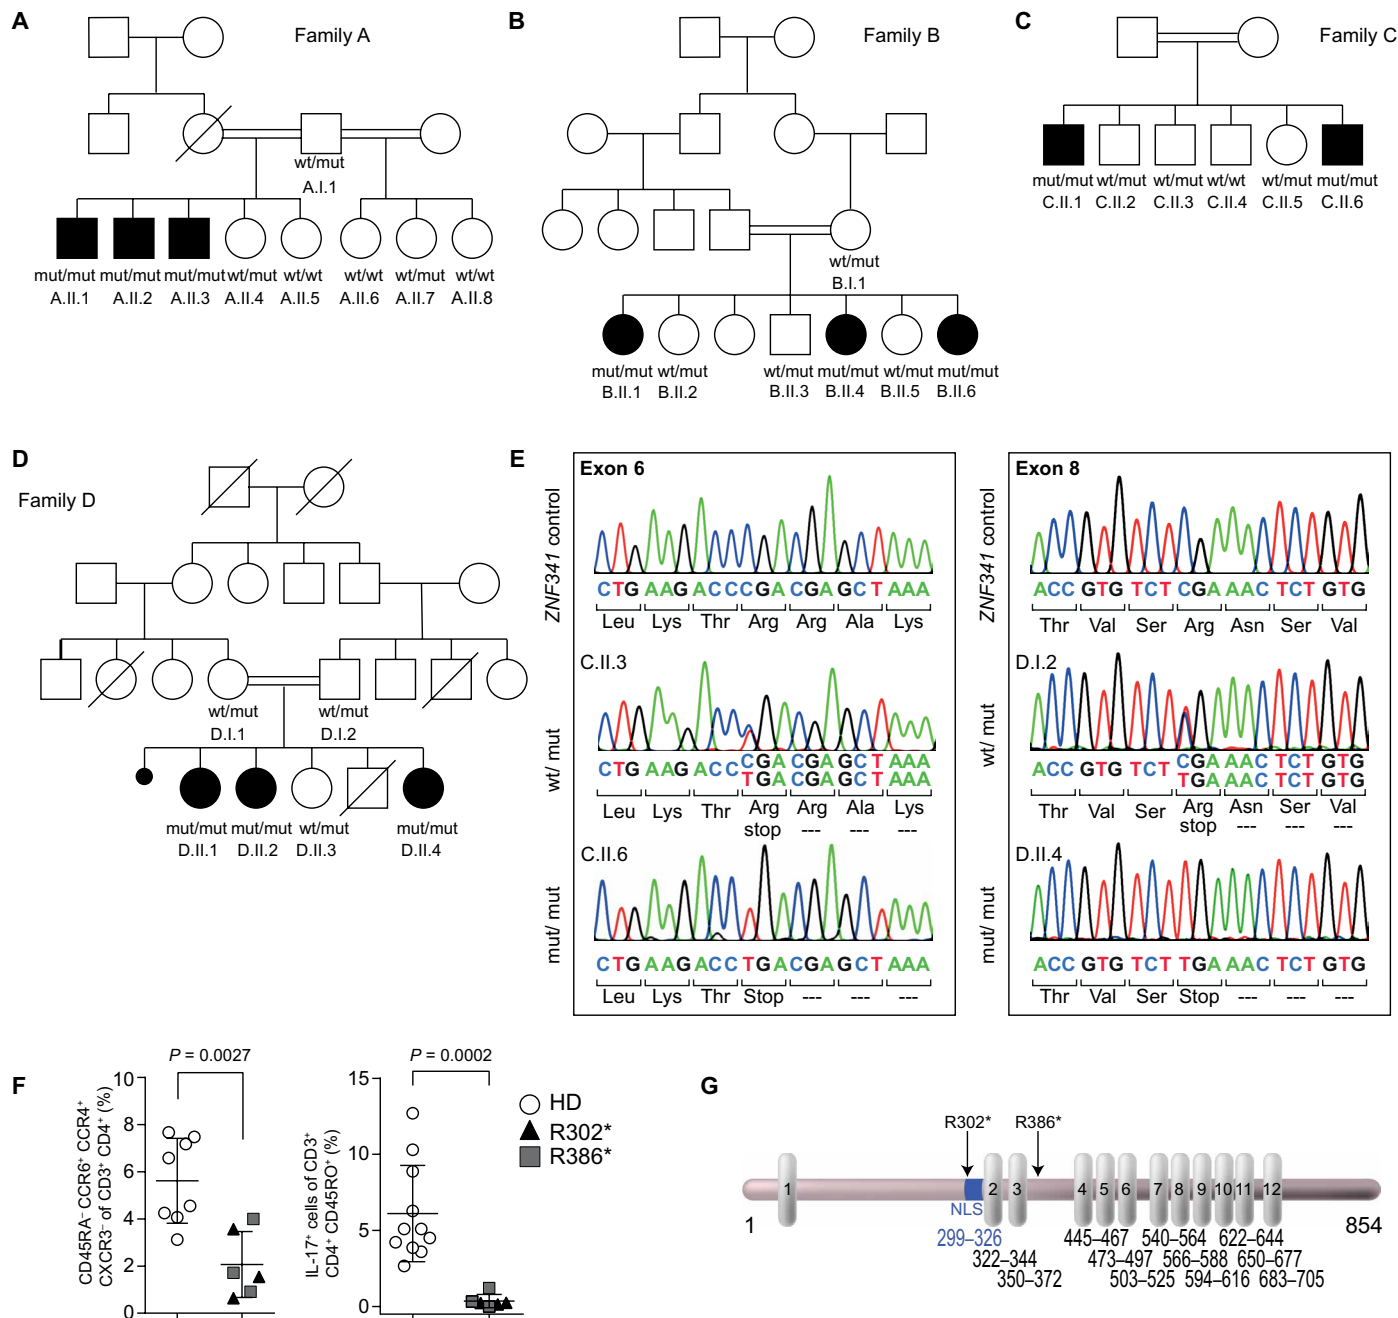 A
Family A
wt/mut
A.I.1
mut/mut mut/mut mut/mut wt/mut wt/wt wt/wt wt/mut wt/wt
A.II.1 A.II.2 A.II.3 A.II.4 A.II.5 A.II.6 A.II.7 A.II.8
B
Family B
wt/mut
B.I.1
mut/mut wt/mut wt/mut mut/mut wt/mut mut/mut
B.II.1 B.II.2 B.II.3 B.II.4 B.II.5 B.II.6
C
Family C
mut/mut wt/mut wt/mut wt/wt wt/mut mut/mut
C.II.1 C.II.2 C.II.3 C.II.4 C.II.5 C.II.6
D
Family D
wt/mut wt/mut
D.I.1 D.I.2
mut/mut mut/mut wt/mut mut/mut
D.II.1 D.II.2 D.II.3 D.II.4
E
Exon 6
ZNF341 control
CTG AAG ACC CGA CGA GCT AAA
Leu Lys Thr Arg Arg Ala Lys
C.II.3
wt/ mut
CTG AAG ACC CGA CGA GCT AAA
TGA CGA GCT AAA
Leu Lys Thr Arg Arg Ala Lys
stop --- --- ---
C.II.6
mut/ mut
CTG AAG ACC TGA CGA GCT AAA
Leu Lys Thr Stop --- --- ---
Exon 8
ZNF341 control
ACC GTG TCT CGA AAC TCT GTG
Thr Val Ser Arg Asn Ser Val
D.I.2
wt/ mut
ACC GTG TCT CGA AAC TCT GTG
TGA AAC TCT GTG
Thr Val Ser Arg Asn Ser Val
stop --- --- ---
D.II.4
mut/ mut
ACC GTG TCT TGA AAC TCT GTG
Thr Val Ser Stop --- --- ---
F
P = 0.0027
CD45RA⁻ CCR6⁺ CCR4⁺
CXCR3⁻ of CD3⁺ CD4⁺ (%)
10
8
6
4
2
0
P = 0.0002
IL-17⁺ cells of CD3⁺
CD4⁺ CD45RO⁺ (%)
15
10
5
0
HD
R302*
R386*
G
R302* R386*
1 2 3 4 5 6 7 8 9 10 11 12
NLS
1 854
299–326 445–467 540–564 622–644
322–344 473–497 566–588 650–677
350–372 503–525 594–616 683–705